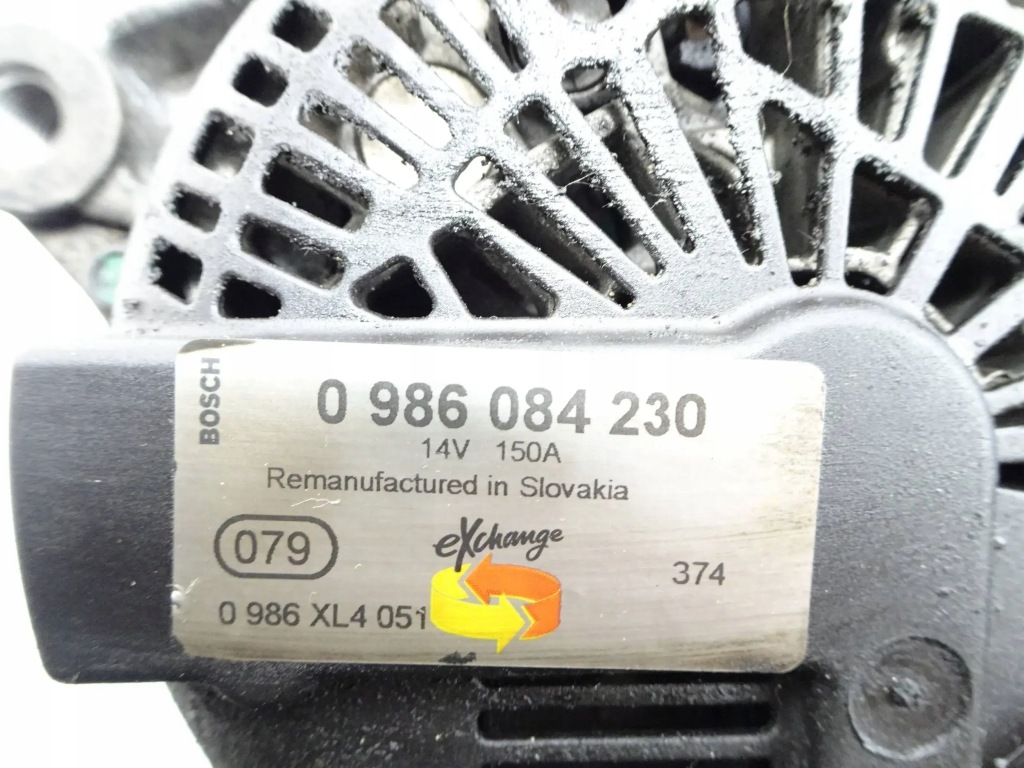 BOSCH
0 986 084 230
14V 150A
Remanufactured in Slovakia
079
eXchange
374
0 986 XL4 051